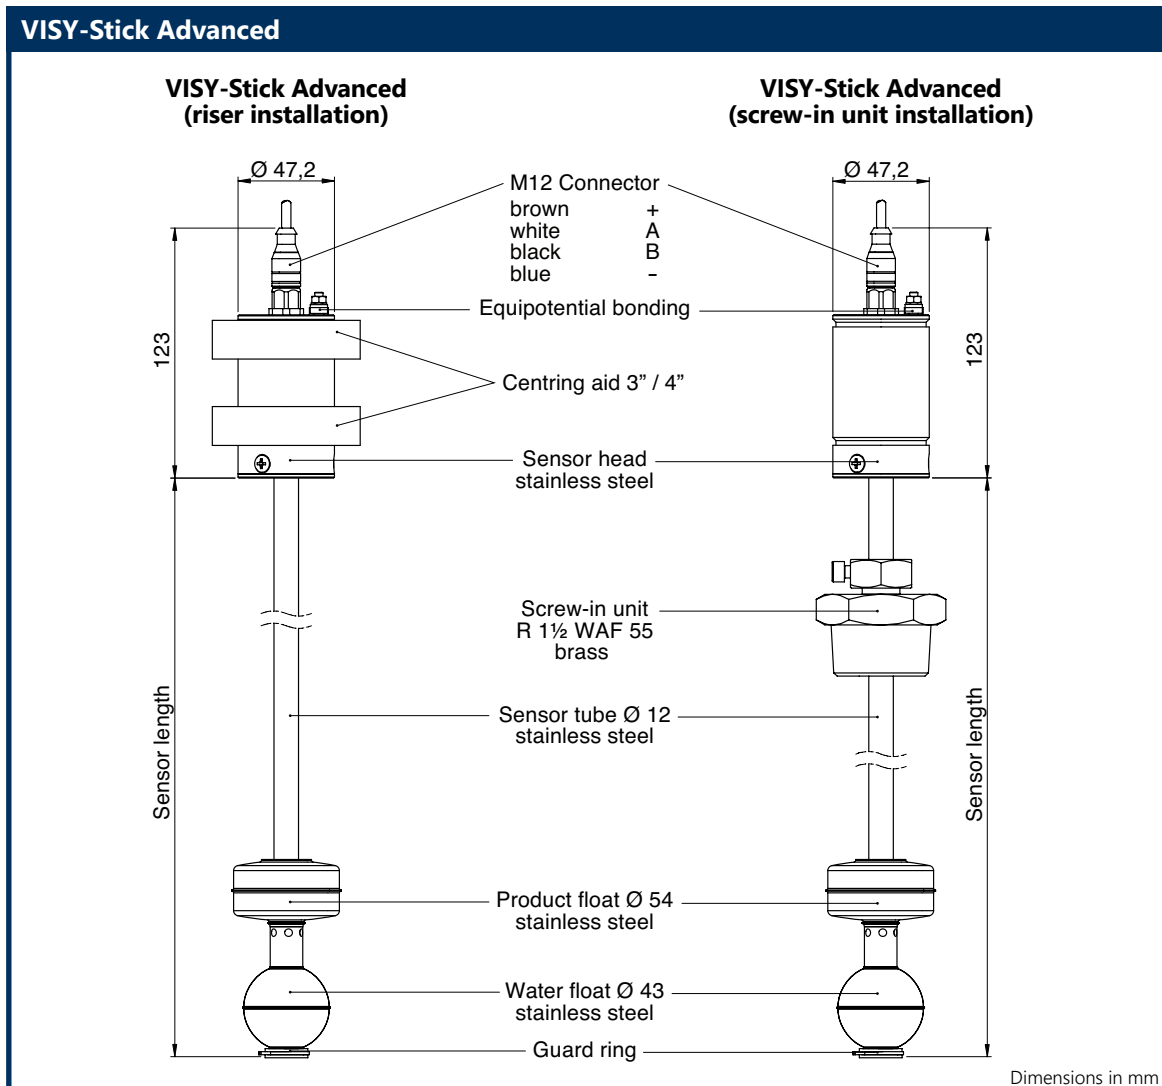 VISY-Stick Advanced
VISY-Stick Advanced
(riser installation)
VISY-Stick Advanced
(screw-in unit installation)
Ø 47,2
Ø 47,2
M12 Connector
brown +
white A
black B
blue -
Equipotential bonding
123
123
Centring aid 3” / 4”
Sensor head
stainless steel
Screw-in unit
R 1½ WAF 55
brass
Sensor length
Sensor length
Sensor tube Ø 12
stainless steel
Product float Ø 54
stainless steel
Water float Ø 43
stainless steel
Guard ring
Dimensions in mm